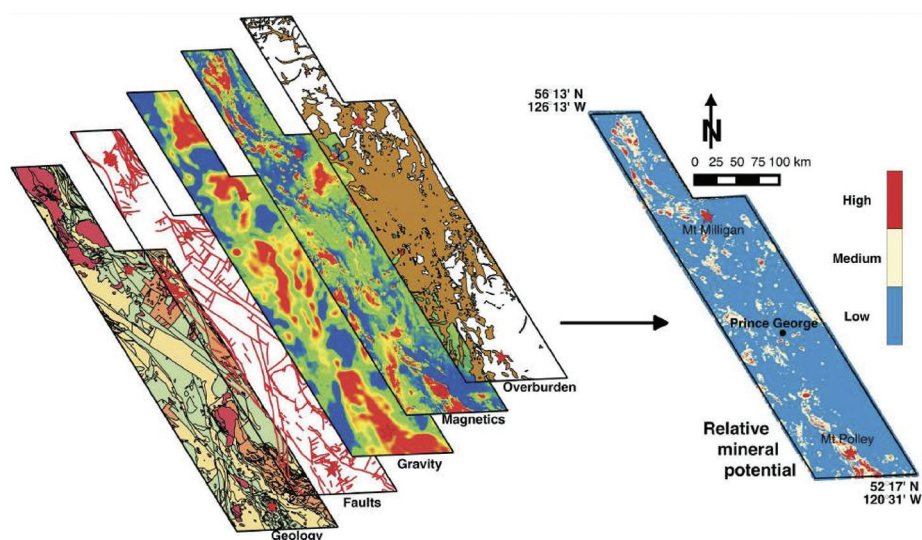 56°13' N
126°13' W
N
0 25 50 75 100 km
High
Medium
Low
Mt Milligan
Prince George
Mt Polley
Relative
mineral
potential
52°17' N
120°31' W
Overburden
Magnetics
Gravity
Faults
Geology